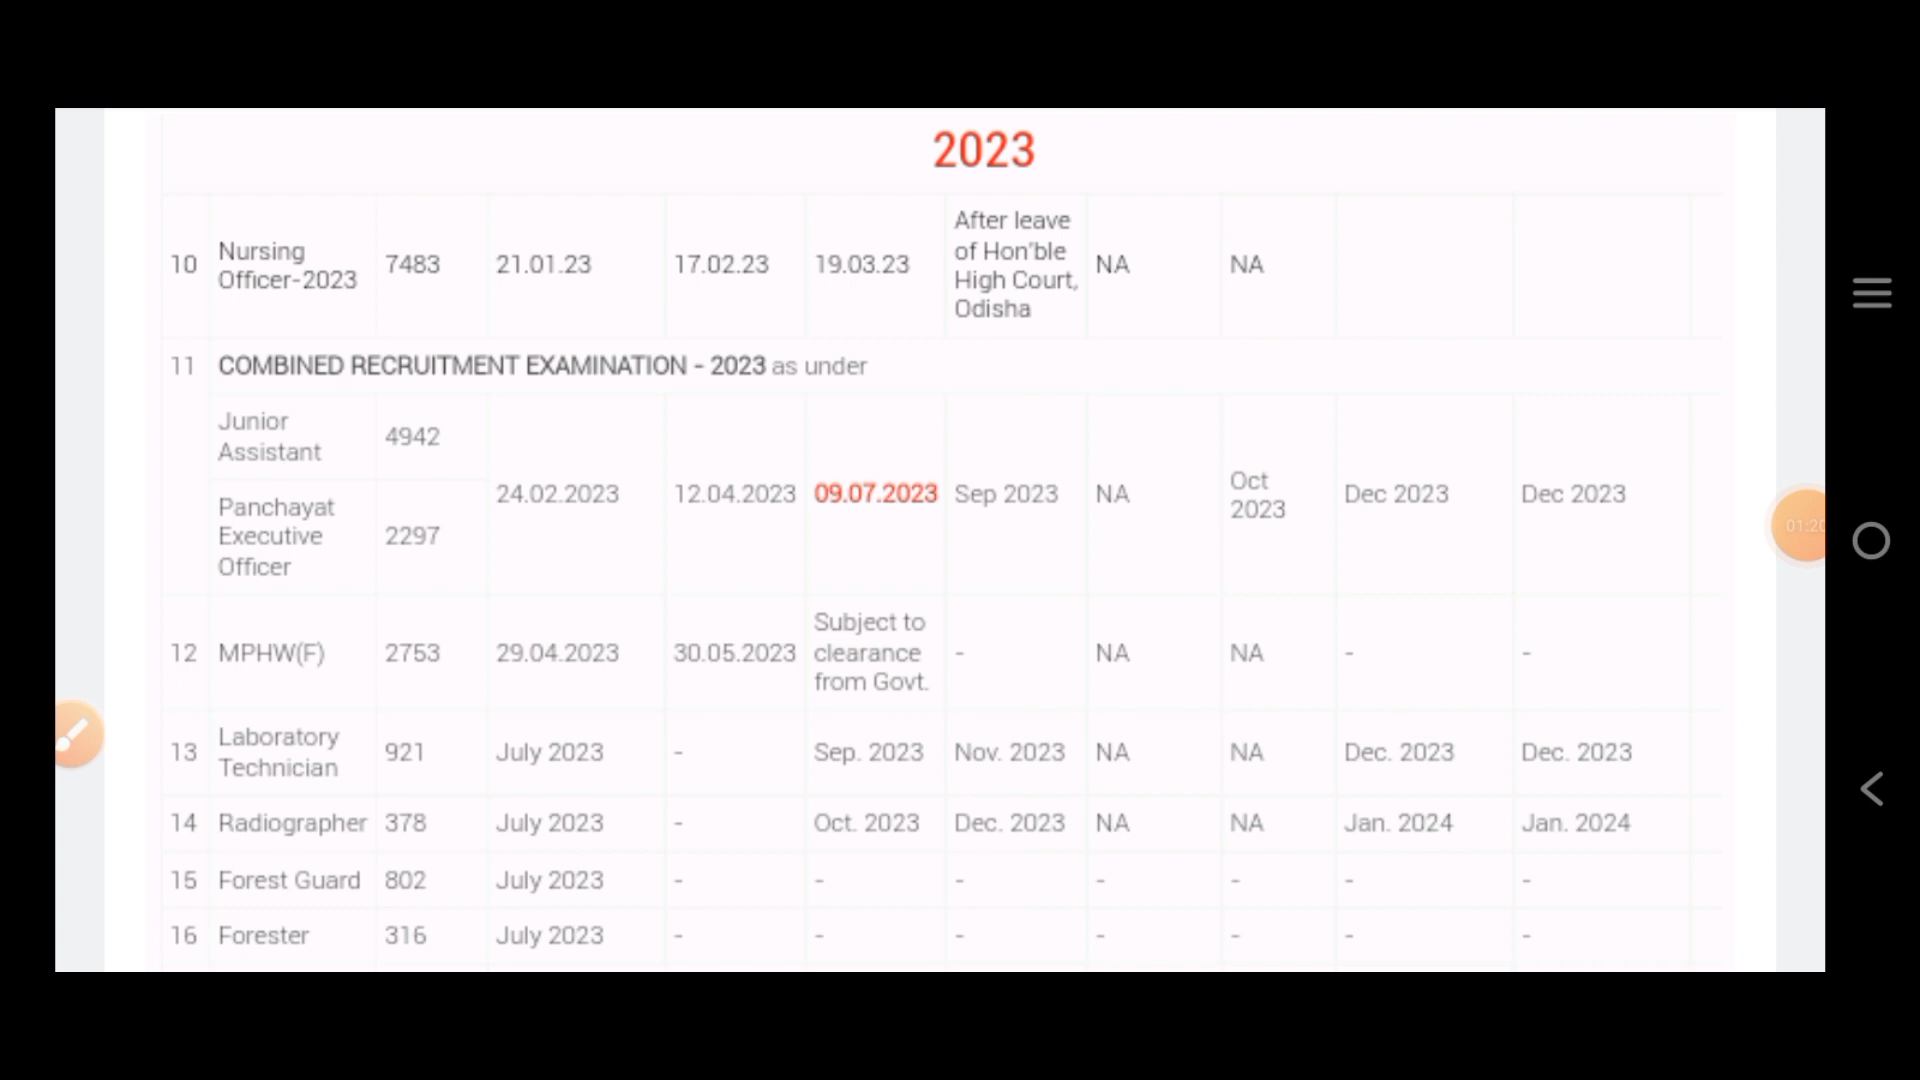 2023
10 Nursing Officer-2023 7483 21.01.23 17.02.23 19.03.23 After leave of Hon'ble High Court, Odisha NA NA
11 COMBINED RECRUITMENT EXAMINATION - 2023 as under
Junior Assistant 4942
Panchayat Executive Officer 2297
24.02.2023 12.04.2023 09.07.2023 Sep 2023 NA Oct 2023 Dec 2023 Dec 2023
12 MPHW(F) 2753 29.04.2023 30.05.2023 Subject to clearance from Govt. - NA NA - -
13 Laboratory Technician 921 July 2023 - Sep. 2023 Nov. 2023 NA NA Dec. 2023 Dec. 2023
14 Radiographer 378 July 2023 - Oct. 2023 Dec. 2023 NA NA Jan. 2024 Jan. 2024
15 Forest Guard 802 July 2023 - - - - - - -
16 Forester 316 July 2023 - - - - - - -